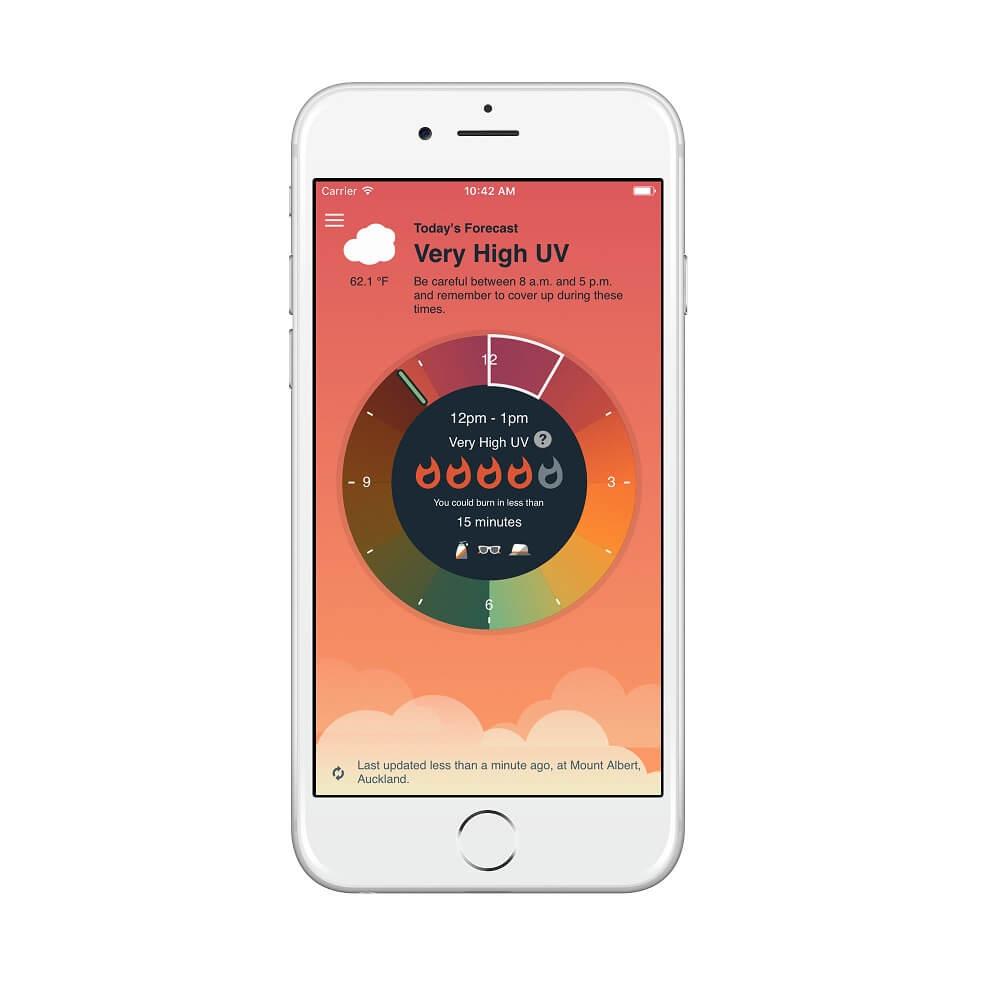 Carrier
10:42 AM
Today's Forecast
Very High UV
62.1 °F
Be careful between 8 a.m. and 5 p.m.
and remember to cover up during these
times.
12
12pm - 1pm
Very High UV ?
9
3
You could burn in less than
15 minutes
6
Last updated less than a minute ago, at Mount Albert,
Auckland.